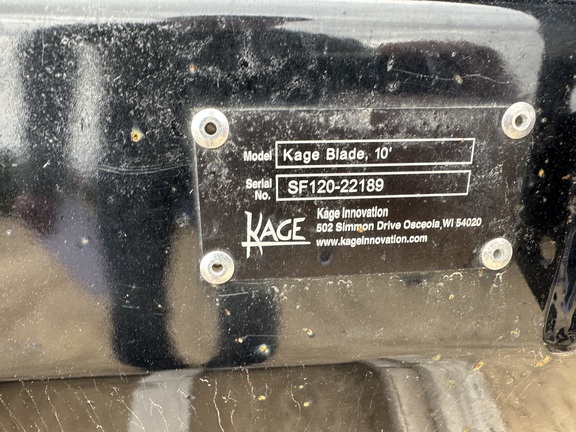 Model Kage Blade, 10'
Serial No. SF120-22189
KAGE
Kage Innovation
502 Simmon Drive Osceola, WI 54020
www.kageinnovation.com